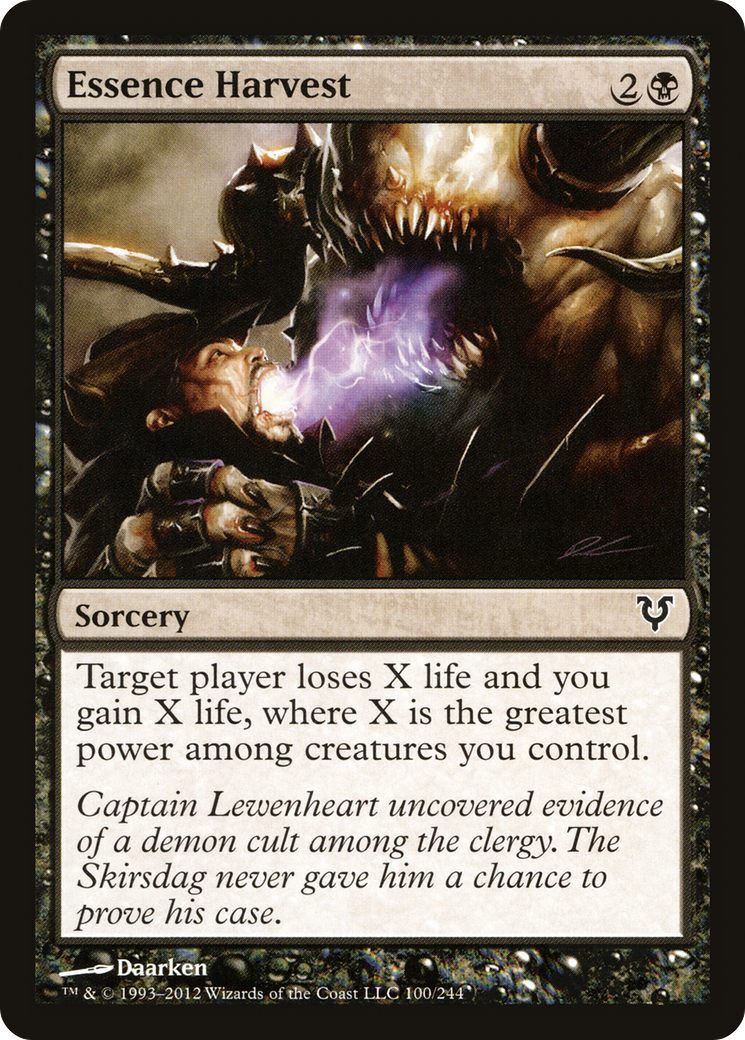 Essence Harvest 2
Sorcery
Target player loses X life and you
gain X life, where X is the greatest
power among creatures you control.
Captain Lewenheart uncovered evidence
of a demon cult among the clergy. The
Skirsdag never gave him a chance to
prove his case.
Daarken
™ & © 1993–2012 Wizards of the Coast LLC 100/244